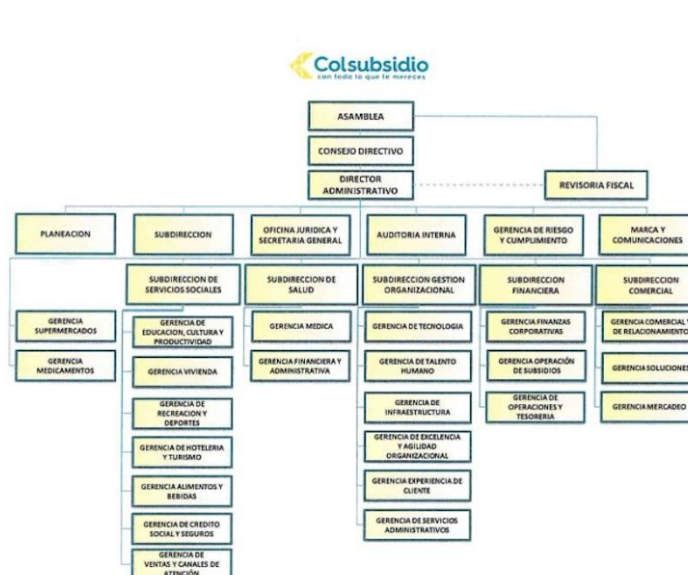 Colsubsidio
con todo lo que te mereces
ASAMBLEA
CONSEJO DIRECTIVO
DIRECTOR
ADMINISTRATIVO
REVISORIA FISCAL
PLANEACION
SUBDIRECCION
OFICINA JURIDICA Y
SECRETARIA GENERAL
AUDITORIA INTERNA
GERENCIA DE RIESGO
Y CUMPLIMIENTO
MARCA Y
COMUNICACIONES
SUBDIRECCION DE
SERVICIOS SOCIALES
SUBDIRECCION DE
SALUD
SUBDIRECCION GESTION
ORGANIZACIONAL
SUBDIRECCION
FINANCIERA
SUBDIRECCION
COMERCIAL
GERENCIA
SUPERMERCADOS
GERENCIA
MEDICAMENTOS
GERENCIA DE
EDUCACION, CULTURA Y
PRODUCTIVIDAD
GERENCIA VIVIENDA
GERENCIA DE
RECREACION Y
DEPORTES
GERENCIA DE HOTELERIA
Y TURISMO
GERENCIA ALIMENTOS Y
BEBIDAS
GERENCIA DE CREDITO
SOCIAL Y SEGUROS
GERENCIA DE
VENTAS Y CANALES DE
ATENCIÓN
GERENCIA MEDICA
GERENCIA FINANCIERA Y
ADMINISTRATIVA
GERENCIA DE TECNOLOGIA
GERENCIA DE TALENTO
HUMANO
GERENCIA DE
INFRAESTRUCTURA
GERENCIA DE EXCELENCIA
Y AGILIDAD
ORGANIZACIONAL
GERENCIA EXPERIENCIA DE
CLIENTE
GERENCIA DE SERVICIOS
ADMINISTRATIVOS
GERENCIA FINANZAS
CORPORATIVAS
GERENCIA OPERACIÓN
DE SUBSIDIOS
GERENCIA DE
OPERACIONES Y
TESORERIA
GERENCIA COMERCIAL Y
DE RELACIONAMIENTO
GERENCIA SOLUCIONES
GERENCIA MERCADEO